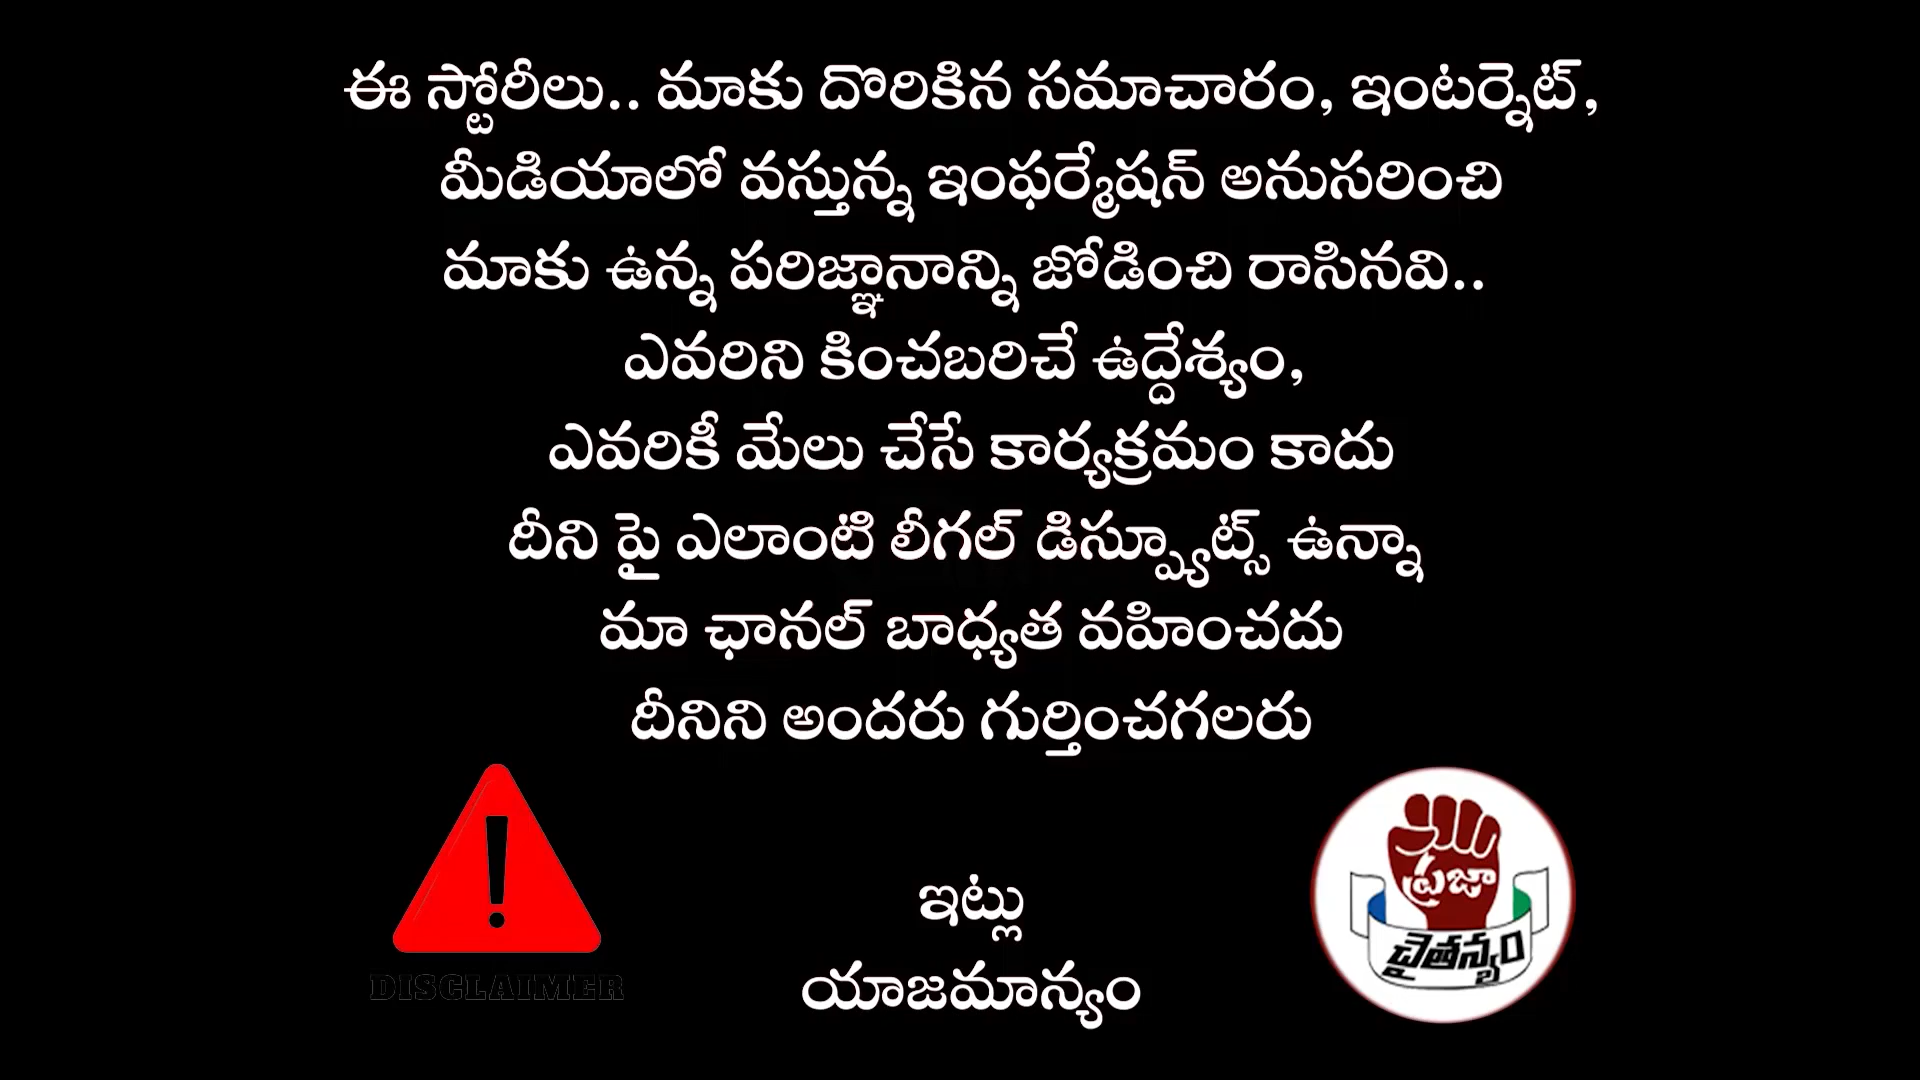 ఈ స్టోరీలు.. మాకు దొరికిన సమాచారం, ఇంటర్నెట్,
మీడియాలో వస్తున్న ఇంఫర్మేషన్ అనుసరించి
మాకు ఉన్న పరిజ్ఞానాన్ని జోడించి రాసినవి..
ఎవరిని కించబరిచే ఉద్దేశ్యం,
ఎవరికీ మేలు చేసే కార్యక్రమం కాదు
దీని పై ఎలాంటి లీగల్ డిస్ప్యూట్స్ ఉన్నా
మా ఛానల్ బాధ్యత వహించదు
దీనిని అందరు గుర్తించగలరు
DISCLAIMER
ఇట్లు
యాజమాన్యం
ప్రజా
చైతన్యం